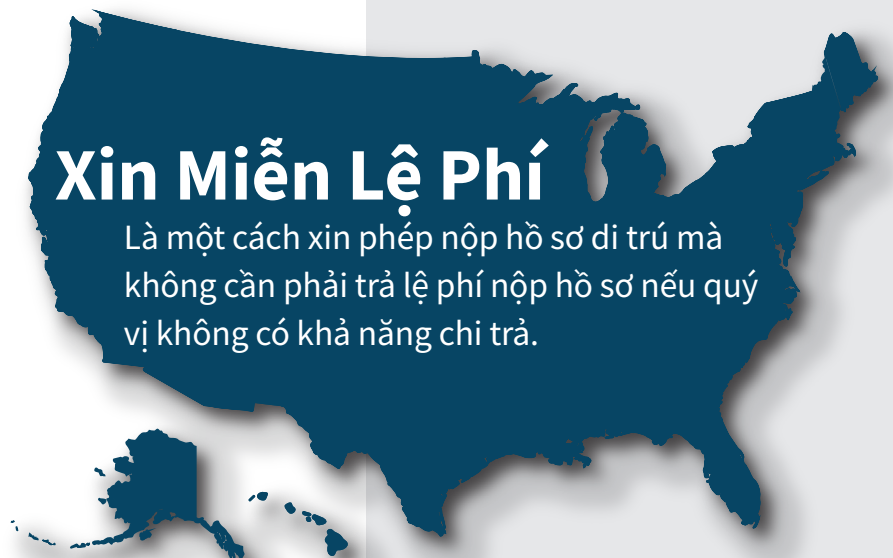 Xin Miễn Lệ Phí
Là một cách xin phép nộp hồ sơ di trú mà
không cần phải trả lệ phí nộp hồ sơ nếu quý
vị không có khả năng chi trả.